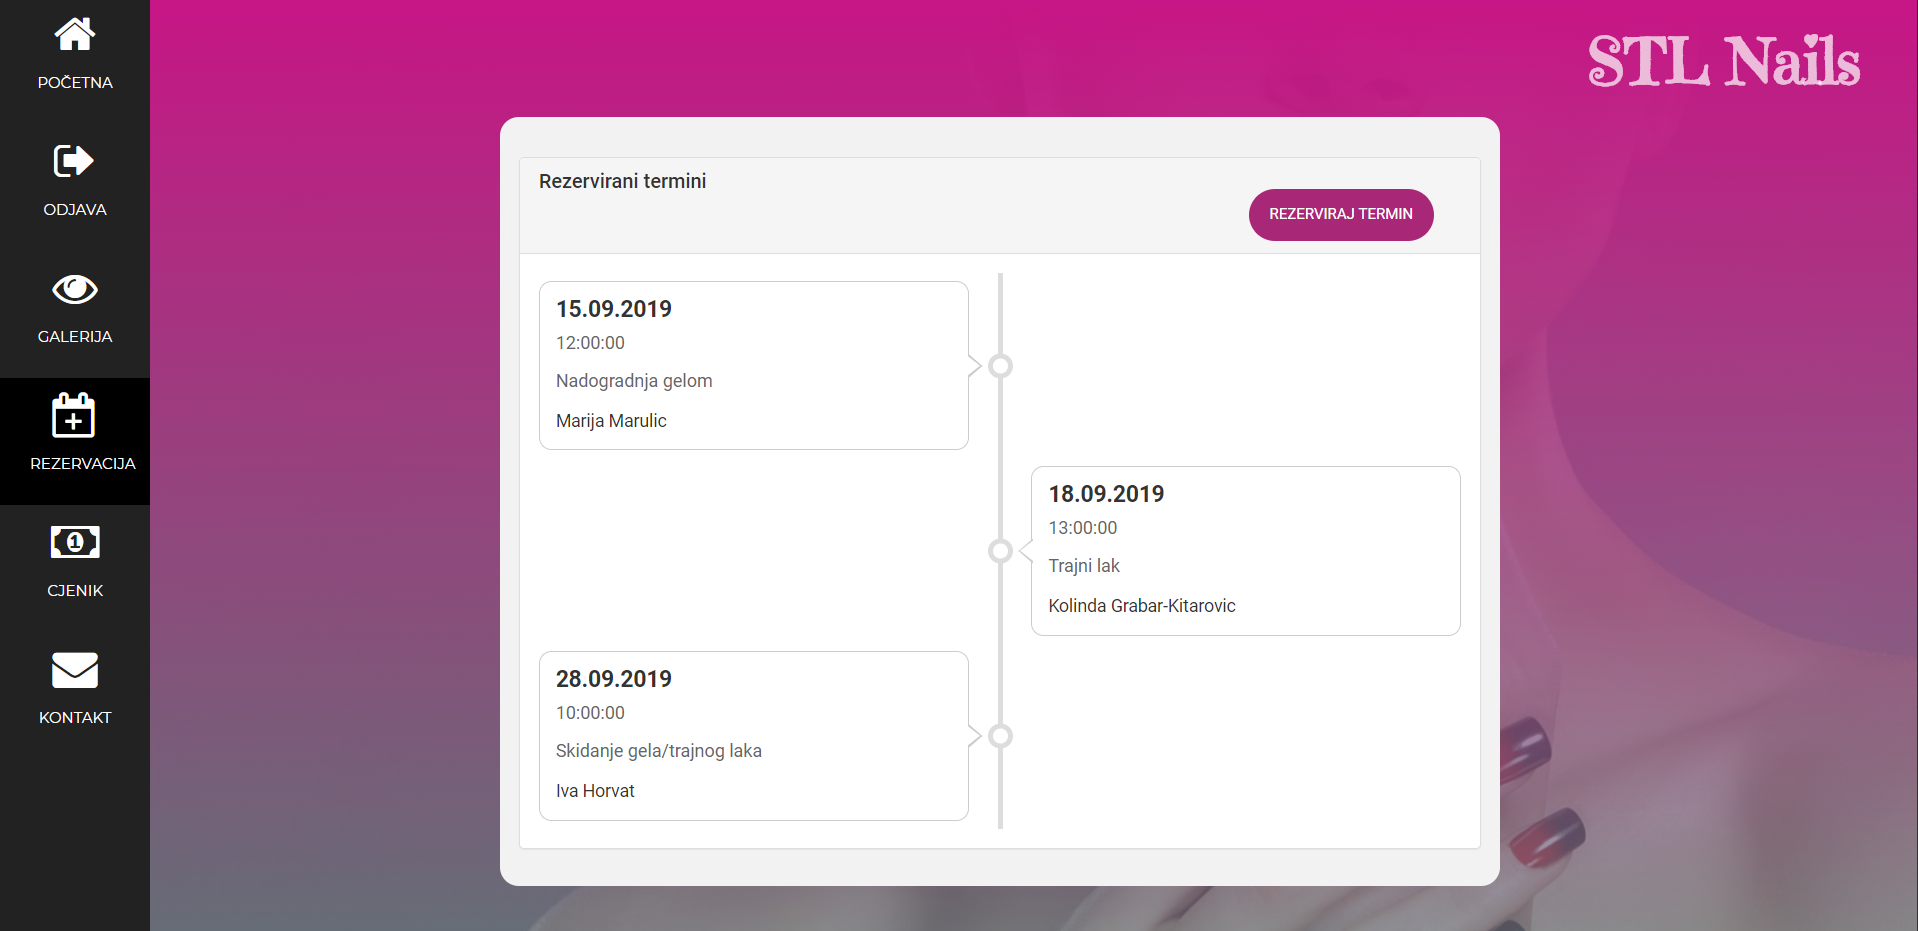 POČETNA
ODJAVA
GALERIJA
REZERVACIJA
CJENIK
KONTAKT
STL Nails
Rezervirani termini
REZERVIRAJ TERMIN
15.09.2019
12:00:00
Nadogradnja gelom
Marija Marulic
18.09.2019
13:00:00
Trajni lak
Kolinda Grabar-Kitarovic
28.09.2019
10:00:00
Skidanje gela/trajnog laka
Iva Horvat